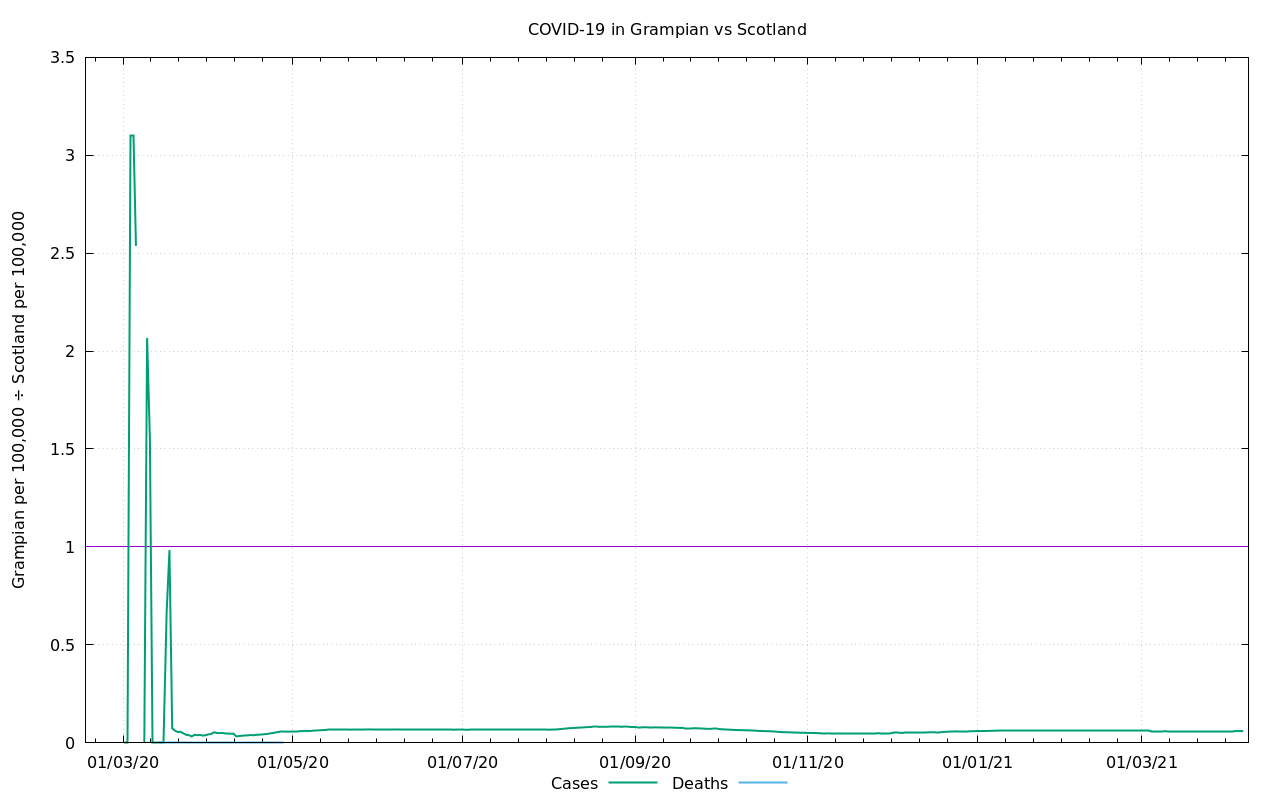 COVID-19 in Grampian vs Scotland
Grampian per 100,000 ÷ Scotland per 100,000
3.5
3
2.5
2
1.5
1
0.5
0
01/03/20 01/05/20 01/07/20 01/09/20 01/11/20 01/01/21 01/03/21
Cases Deaths